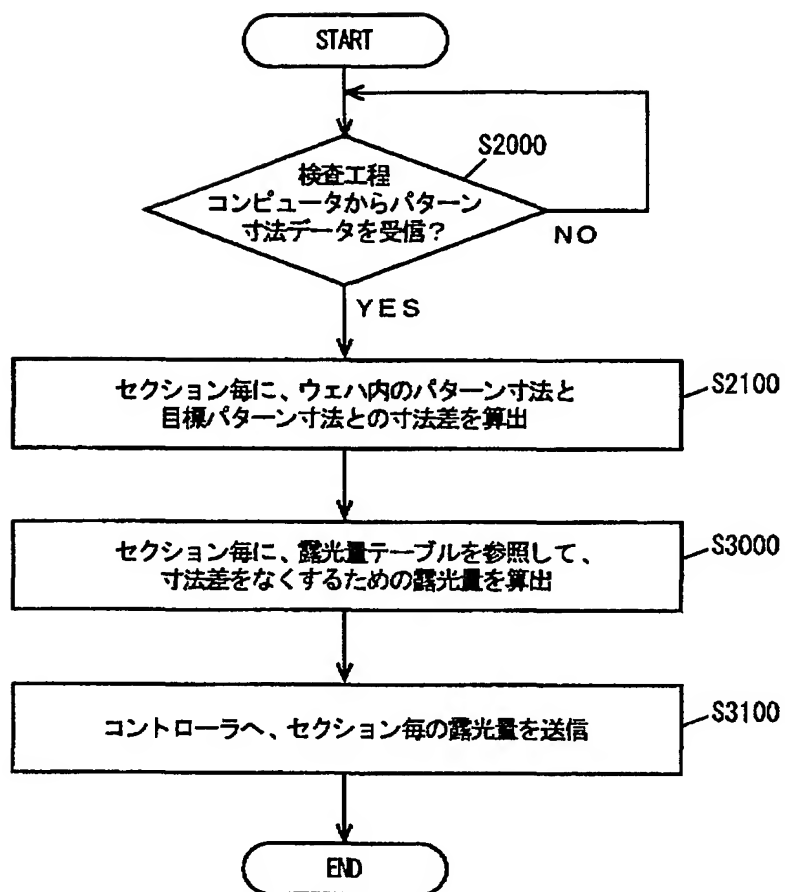 START
S2000
検査工程
コンピュータからパターン
寸法データを受信？
NO
YES
S2100
セクション毎に、ウェハ内のパターン寸法と
目標パターン寸法との寸法差を算出
S3000
セクション毎に、露光量テーブルを参照して、
寸法差をなくするための露光量を算出
S3100
コントローラへ、セクション毎の露光量を送信
END